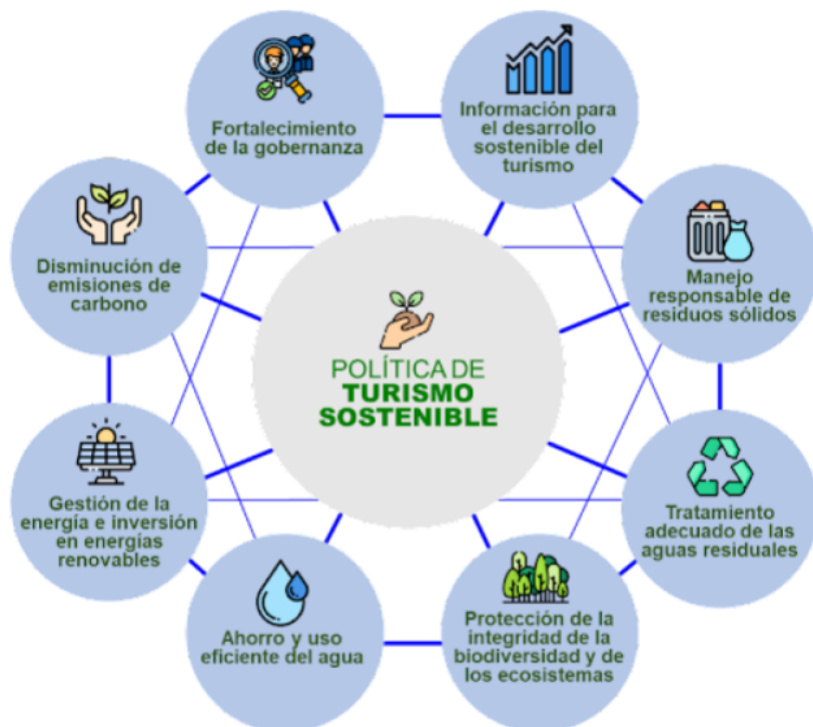 Fortalecimiento
de la gobernanza
Información para
el desarrollo
sostenible del
turismo
Disminución de
emisiones de
carbono
Manejo
responsable de
residuos sólidos
POLÍTICA DE
TURISMO
SOSTENIBLE
Gestión de la
energía e inversión
en energías
renovables
Tratamiento
adecuado de las
aguas residuales
Ahorro y uso
eficiente del agua
Protección de la
integridad de la
biodiversidad y de
los ecosistemas